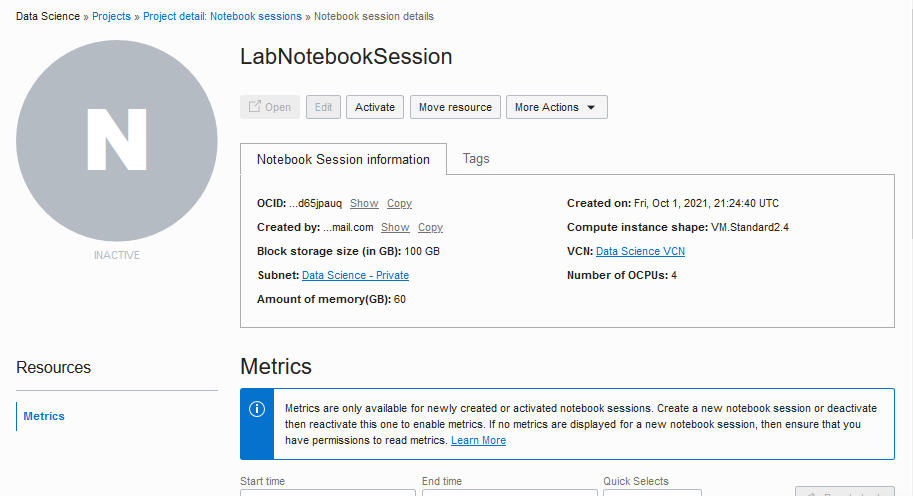 Data Science » Projects » Project detail: Notebook sessions » Notebook session details
N
INACTIVE
LabNotebookSession
Open Edit Activate Move resource More Actions
Notebook Session information Tags
OCID: ...d65jpauq Show Copy
Created by: ...mail.com Show Copy
Block storage size (in GB): 100 GB
Subnet: Data Science - Private
Amount of memory(GB): 60
Created on: Fri, Oct 1, 2021, 21:24:40 UTC
Compute instance shape: VM.Standard2.4
VCN: Data Science VCN
Number of OCPUs: 4
Resources
Metrics
Metrics
Metrics are only available for newly created or activated notebook sessions. Create a new notebook session or deactivate
then reactivate this one to enable metrics. If no metrics are displayed for a new notebook session, then ensure that you
have permissions to read metrics. Learn More
Start time End time Quick Selects